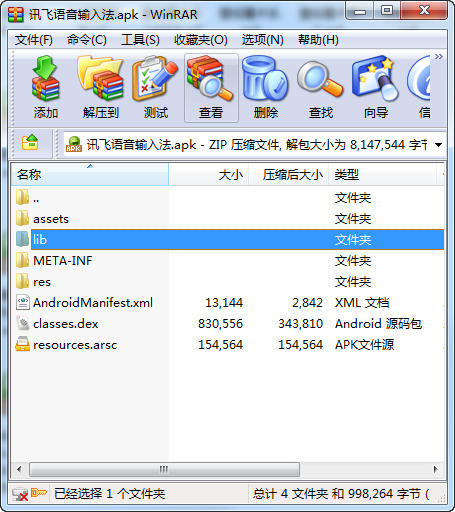 讯飞语音输入法.apk - WinRAR
文件(F) 命令(C) 工具(S) 收藏夹(O) 选项(N) 帮助(H)
添加 解压到 测试 查看 删除 查找 向导 信
讯飞语音输入法.apk - ZIP 压缩文件, 解包大小为 8,147,544 字节
名称 大小 压缩后大小 类型
.. 文件夹
assets 文件夹
lib 文件夹
META-INF 文件夹
res 文件夹
AndroidManifest.xml 13,144 2,842 XML 文档
classes.dex 830,556 343,810 Android 源码包
resources.arsc 154,564 154,564 APK文件源
已经选择 1 个文件夹 总计 4 文件夹 和 998,264 字节 (